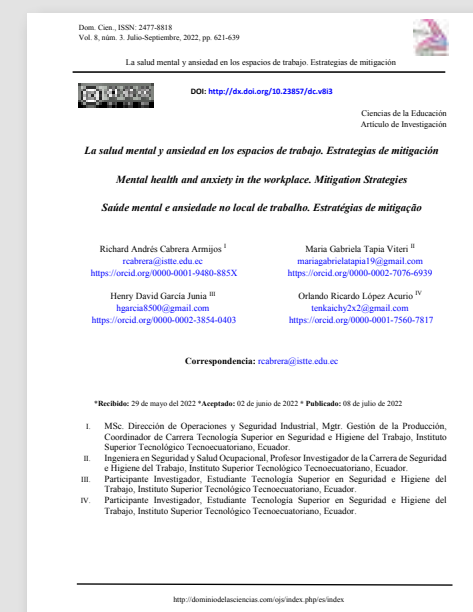 Dom. Cien., ISSN: 2477-8818
Vol. 8, núm. 3. Julio-Septiembre, 2022, pp. 621-639
La salud mental y ansiedad en los espacios de trabajo. Estrategias de mitigación
DOI: http://dx.doi.org/10.23857/dc.v8i3
Ciencias de la Educación
Artículo de Investigación
La salud mental y ansiedad en los espacios de trabajo. Estrategias de mitigación
Mental health and anxiety in the workplace. Mitigation Strategies
Saúde mental e ansiedade no local de trabalho. Estratégias de mitigação
Richard Andrés Cabrera Armijos I
rcabrera@istte.edu.ec
https://orcid.org/0000-0001-9480-885X
Maria Gabriela Tapia Viteri II
mariagabrielatapia19@gmail.com
https://orcid.org/0000-0002-7076-6939
Henry David García Junia III
hgarcia8500@gmail.com
https://orcid.org/0000-0002-3854-0403
Orlando Ricardo López Acurio IV
tenkaichy2x2@gmail.com
https://orcid.org/0000-0001-7560-7817
Correspondencia: rcabrera@istte.edu.ec
*Recibido: 29 de mayo del 2022 *Aceptado: 02 de junio de 2022 * Publicado: 08 de julio de 2022
I. MSc. Dirección de Operaciones y Seguridad Industrial, Mgtr. Gestión de la Producción,
Coordinador de Carrera Tecnología Superior en Seguridad e Higiene del Trabajo, Instituto
Superior Tecnológico Tecnoecuatoriano, Ecuador.
II. Ingeniera en Seguridad y Salud Ocupacional, Profesor Investigador de la Carrera de Seguridad
e Higiene del Trabajo, Instituto Superior Tecnológico Tecnoecuatoriano, Ecuador.
III. Participante Investigador, Estudiante Tecnología Superior en Seguridad e Higiene del
Trabajo, Instituto Superior Tecnológico Tecnoecuatoriano, Ecuador.
IV. Participante Investigador, Estudiante Tecnología Superior en Seguridad e Higiene del
Trabajo, Instituto Superior Tecnológico Tecnoecuatoriano, Ecuador.
http://dominiodelasciencias.com/ojs/index.php/es/index